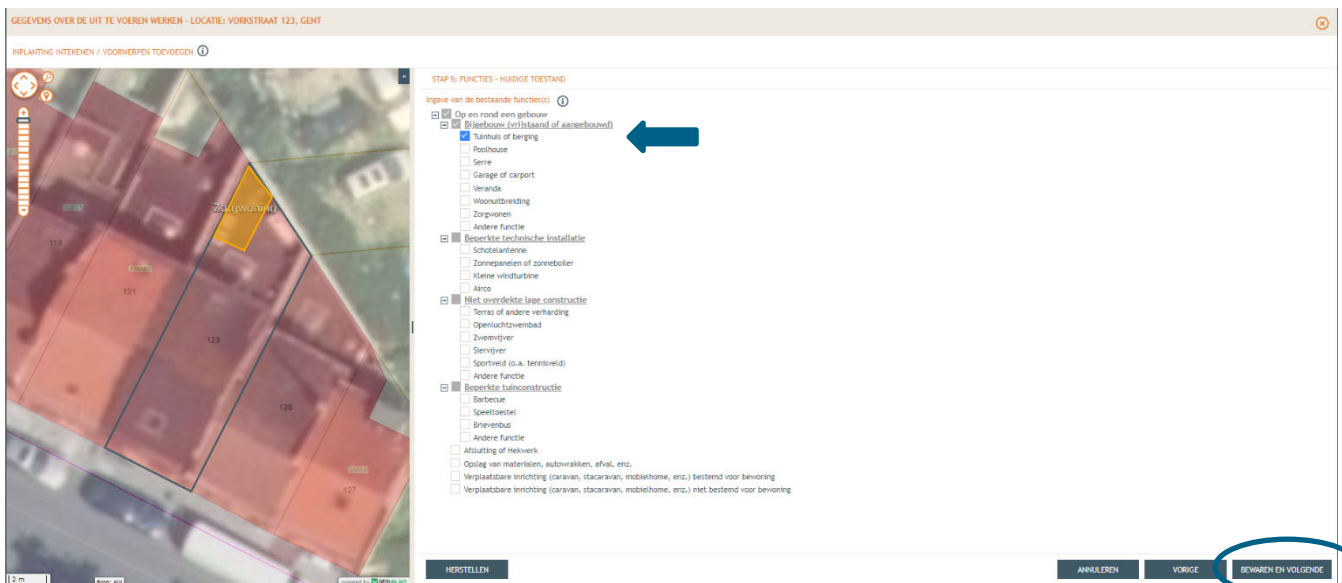 GEGEVENS OVER DE UIT TE VOEREN WERKEN - LOCATIE: VORKSTRAAT 123, GENT
INPLANTING INTEKENEN / VOORWERPEN TOEVOEGEN
STAP 5: FUNCTIES - HUIDIGE TOESTAND
Ingave van de bestaande functies(s)
Op en rond een gebouw
Bijgebouw (vrijstaand of aangebouwd)
Tuinhuis of berging
Poolhouse
Serre
Garage of carport
Veranda
Woonuitbreiding
Zorgwonen
Andere functie
Beperkte technische installatie
Schotelantenne
Zonnepanelen of zonneboiler
Kleine windturbine
Airco
Niet overdekte lage constructie
Terras of andere verharding
Openluchtzwembad
Zwemvijver
Siervijver
Sportveld (o.a. tennisveld)
Andere functie
Beperkte tuinconstructie
Barbecue
Speeltoestel
Brievenbus
Andere functie
Afsluiting of Hekwerk
Opslag van materialen, autowrakken, afval, enz.
Verplaatsbare inrichting (caravan, stacaravan, mobielhome, enz.) bestemd voor bewoning
Verplaatsbare inrichting (caravan, stacaravan, mobielhome, enz.) niet bestemd voor bewoning
Zorgwoning
119
121
123
125
127
2 m
HERSTELLEN
ANNULEREN
VORIGE
BEWAREN EN VOLGENDE